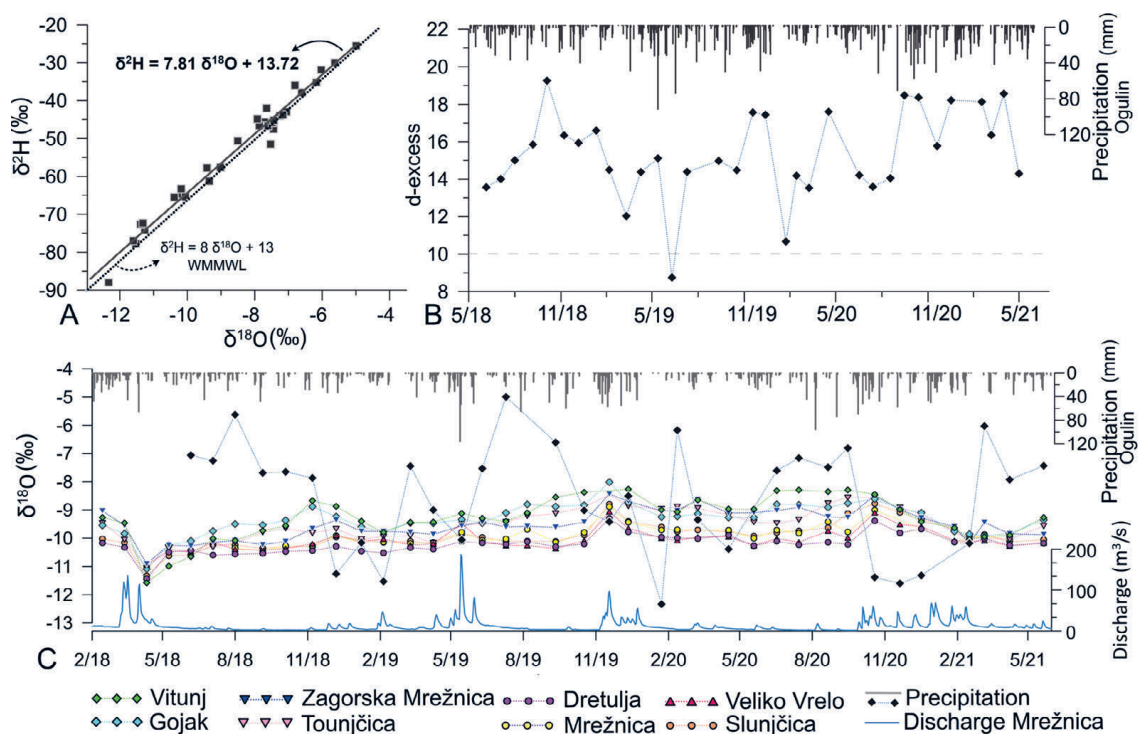 -20
-30
-40
-50
-60
-70
-80
-90
δ²H (‰)
δ²H = 7.81 δ¹⁸O + 13.72
δ²H = 8 δ¹⁸O + 13
WMMWL
A
-12 -10 -8 -6 -4
δ¹⁸O(‰)
22
20
18
16
14
12
10
8
d-excess
0
40
80
120
Precipitation (mm)
Ogulin
B
5/18 11/18 5/19 11/19 5/20 11/20 5/21
-4
-5
-6
-7
-8
-9
-10
-11
-12
-13
δ¹⁸O (‰)
0
40
80
120
Precipitation (mm)
Ogulin
200
100
0
Discharge (m³/s)
C
2/18 5/18 8/18 11/18 2/19 5/19 8/19 11/19 2/20 5/20 8/20 11/20 2/21 5/21
Vitunj Zagorska Mrežnica Dretulja Veliko Vrelo Precipitation
Gojak Tounjčica Mrežnica Slunjčica Discharge Mrežnica